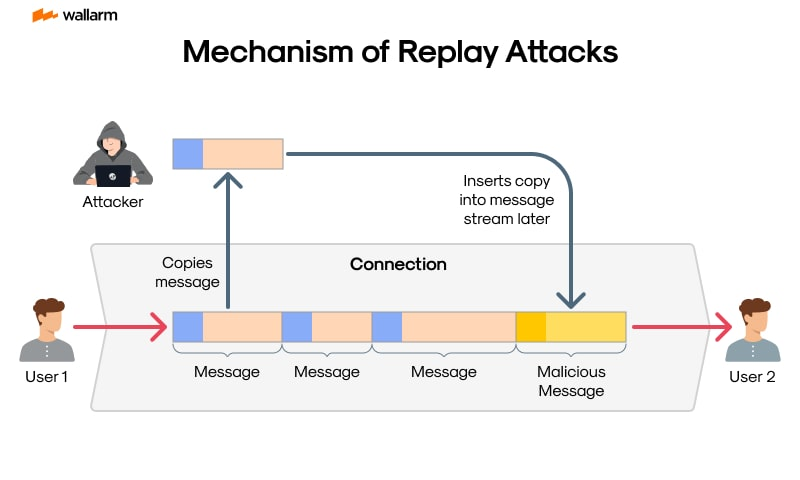 wallarm
Mechanism of Replay Attacks
Attacker
Inserts copy
into message
stream later
Copies
message
Connection
User 1
Message
Message
Message
Malicious
Message
User 2